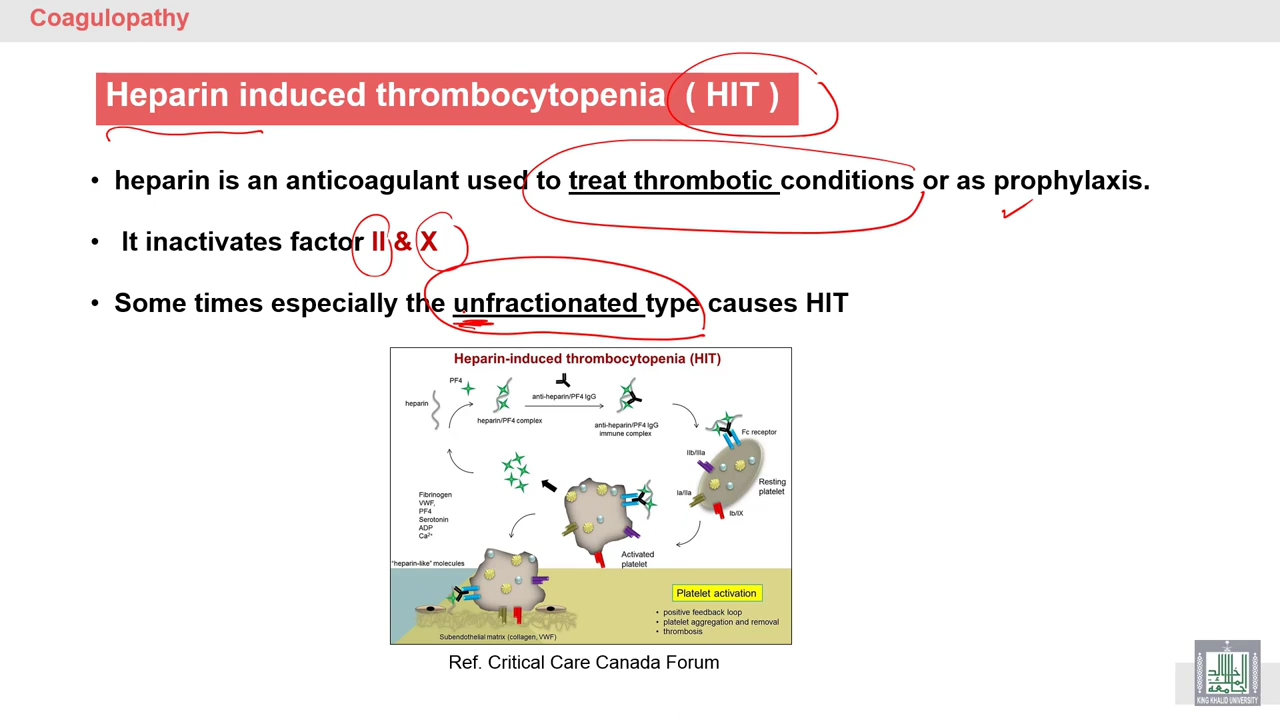 Coagulopathy
Heparin induced thrombocytopenia ( HIT )
• heparin is an anticoagulant used to treat thrombotic conditions or as prophylaxis.
• It inactivates factor II & X
• Some times especially the unfractionated type causes HIT
Heparin-induced thrombocytopenia (HIT)
PF4
heparin
anti-heparin/PF4 IgG
heparin/PF4 complex
anti-heparin/PF4 IgG
immune complex
Fc receptor
IIb/IIIa
Resting
platelet
Ia/IIa
Ib/IX
Fibrinogen
VWF,
PF4
Serotonin
ADP
Ca²⁺
Activated
platelet
"heparin-like" molecules
Platelet activation
• positive feedback loop
• platelet aggregation and removal
• thrombosis
Subendothelial matrix (collagen, VWF)
Ref. Critical Care Canada Forum
جامعة الملك خالد
KING KHALID UNIVERSITY